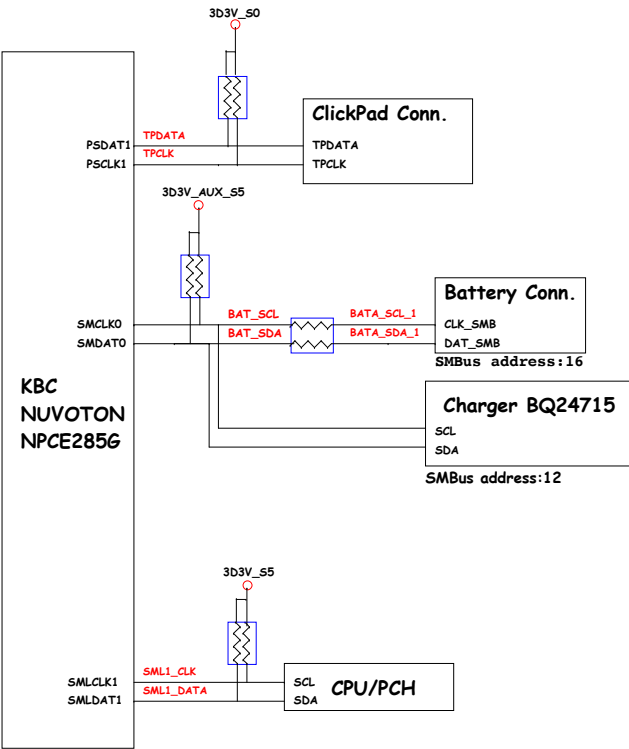 3D3V_S0
ClickPad Conn.
PSDAT1 TPDATA TPDATA
PSCLK1 TPCLK TPCLK
3D3V_AUX_S5
Battery Conn.
SMCLK0 BAT_SCL BATA_SCL_1 CLK_SMB
SMDAT0 BAT_SDA BATA_SDA_1 DAT_SMB
SMBus address:16
KBC
NUVOTON
NPCE285G
Charger BQ24715
SCL
SDA
SMBus address:12
3D3V_S5
SMLCLK1 SML1_CLK SCL
SMLDAT1 SML1_DATA SDA
CPU/PCH